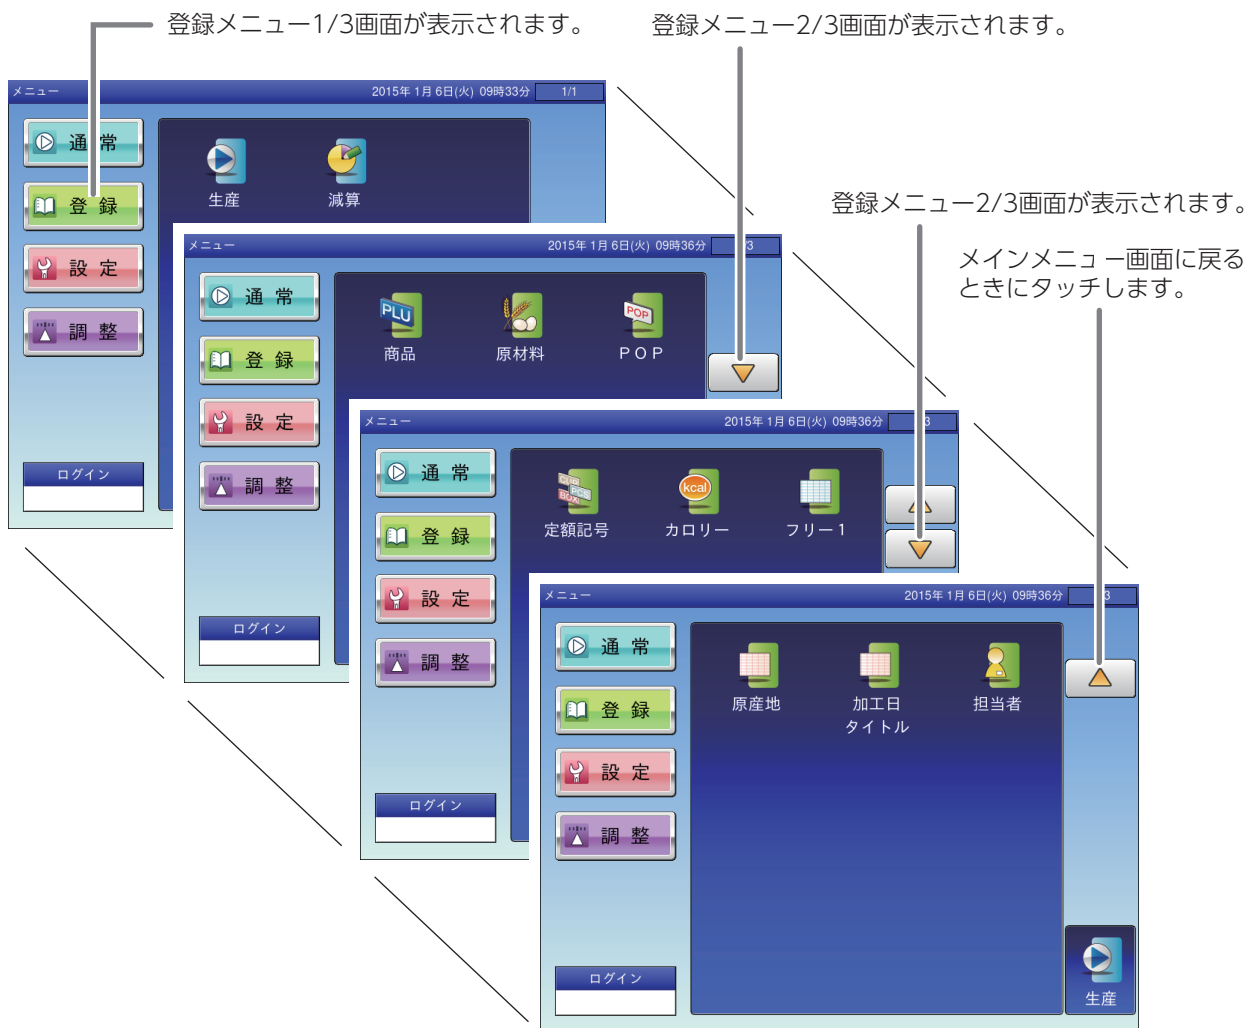 登録メニュー1/3画面が表示されます。
登録メニュー2/3画面が表示されます。
登録メニュー2/3画面が表示されます。
メインメニュー画面に戻る
ときにタッチします。
メニュー 2015年 1月 6日(火) 09時33分 1/1
通 常
登 録
設 定
調 整
ログイン
生産 減算
メニュー 2015年 1月 6日(火) 09時36分 /3
通 常
登 録
設 定
調 整
ログイン
商品 原材料 POP
PLU POP
メニュー 2015年 1月 6日(火) 09時36分 3
通 常
登 録
設 定
調 整
ログイン
PCS
BOX
kcal
定額記号 カロリー フリー1
メニュー 2015年 1月 6日(火) 09時36分 3
通 常
登 録
設 定
調 整
ログイン
原産地 加工日 担当者
タイトル
生産